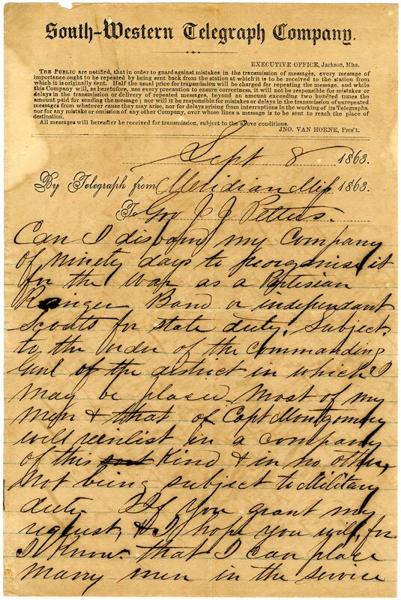 South-Western Telegraph Company.
EXECUTIVE OFFICE, Jackson, Miss.
THE PUBLIC are notified, that in order to guard against mistakes in the transmission of messages, every message of
importance ought to be repeated by being sent back from the station at which it is to be received to the station from
which it is originally sent. Half the usual price for transmission will be charged for repeating the message, and while
this Company will, as heretofore, use every precaution to ensure correctness, it will not be responsible for mistakes or
delays in the transmission or delivery of repeated messages, beyond an amount exceeding two hundred times the
amount paid for sending the message; nor will it be responsible for mistakes or delays in the transmission of unrepeated
messages from whatever cause they may arise, nor for delays arising from interruptions in the working of its Telegraphs,
nor for any mistake or omission of any other Company, over whose lines a message is to be sent to reach the place of
destination.
All messages will hereafter be received for transmission, subject to the above conditions.
JNO. VAN HORNE, Pres't.
Sept 8 1863.
By Telegraph from Meridian Miss 1863.
To Gov J J Pettus.
Can I disband my Company
of ninety days to reorganise it
for the War as a Partisian
Ranger Band or independant
Scouts for state duty. Subject
to the order of the commanding
Genl of the district in which I
may be placed Most of my
men & that of Capt Montgomery
will reenlist in a company
of this kind & in no other
not being subject to Military
duty If you grant my
request & I hope you will, for
I know that I can place
many men in the service